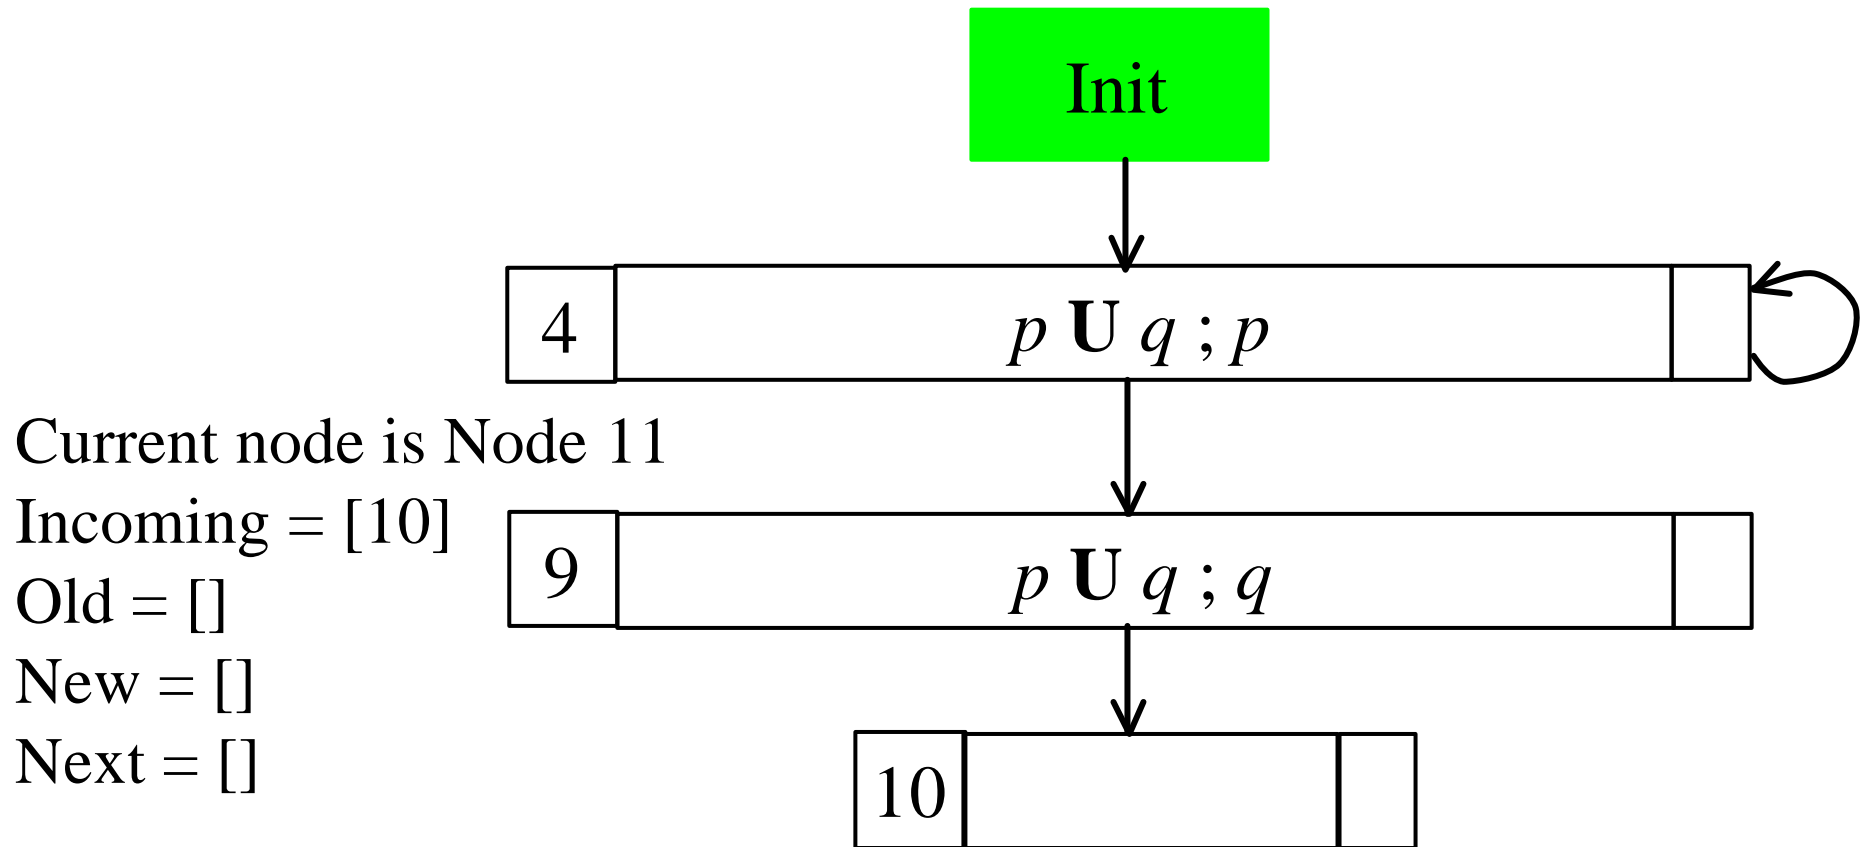 Init
4
p U q ; p
Current node is Node 11
Incoming = [10]
Old = []
New = []
Next = []
9
p U q ; q
10